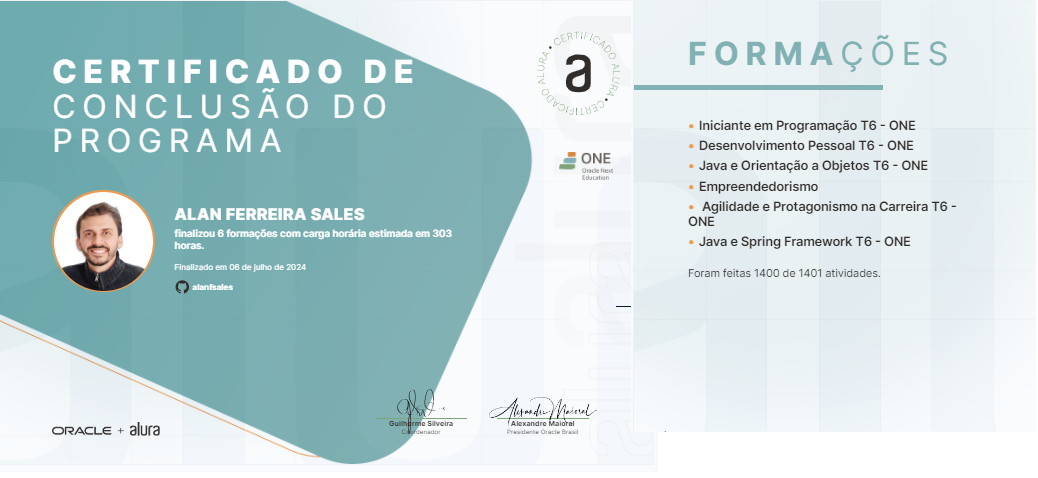 CERTIFICADO DE
CONCLUSÃO DO
PROGRAMA
ALAN FERREIRA SALES
finalizou 6 formações com carga horária estimada em 303
horas.
Finalizado em 06 de julho de 2024
alanfsales
ORACLE + alura
CERTIFICADO ALURA • CERTIFICADO ALURA •
a
ONE
Oracle Next
Education
Guilherme Silveira
Coordenador
Alexandre Maioral
Alexandre Maioral
Presidente Oracle Brasil
FORMAÇÕES
• Iniciante em Programação T6 - ONE
• Desenvolvimento Pessoal T6 - ONE
• Java e Orientação a Objetos T6 - ONE
• Empreendedorismo
• Agilidade e Protagonismo na Carreira T6 -
ONE
• Java e Spring Framework T6 - ONE
Foram feitas 1400 de 1401 atividades.